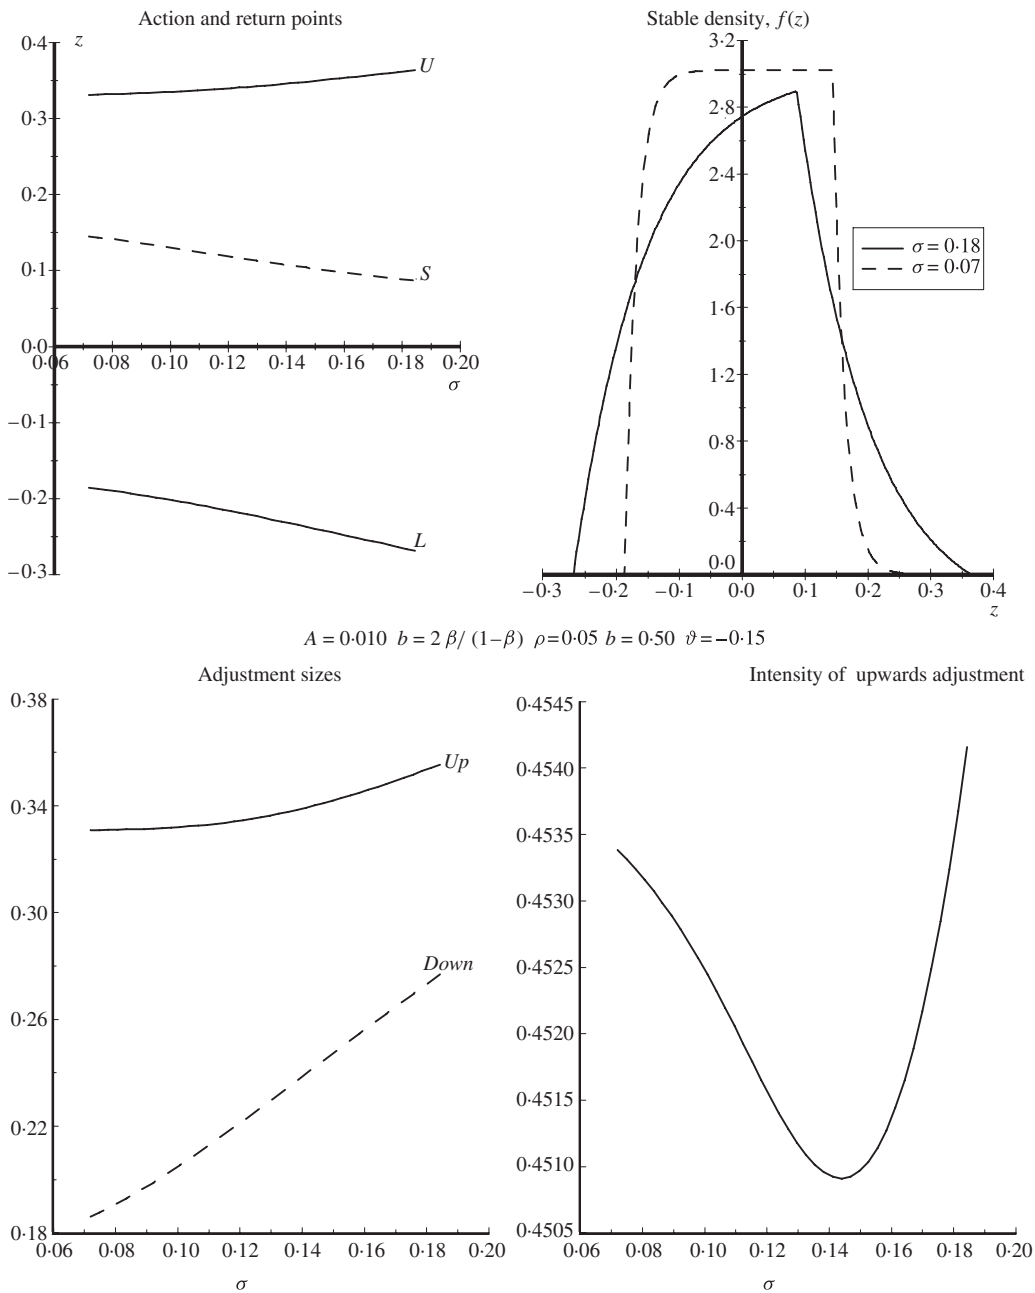 Action and return points
0·4
z
0·3
0·2
0·1
0.0
−0·1
−0·2
−0·3
0·06 0·08 0·10 0·12 0·14 0·16 0·18 0·20
σ
U
S
L
Stable density, f(z)
3·2
2·8
2·4
2·0
1·6
1·2
0·8
0·4
0·0
−0·3 −0·2 −0·1 0·0 0·1 0·2 0·3 0·4
z
σ = 0·18
σ = 0·07
A = 0·010 b = 2 β/ (1−β) ρ=0·05 b = 0·50 ϑ=−0·15
Adjustment sizes
0·38
0·34
0·30
0·26
0·22
0·18
0·06 0·08 0·10 0·12 0·14 0·16 0·18 0·20
σ
Up
Down
Intensity of upwards adjustment
0·4545
0·4540
0·4535
0·4530
0·4525
0·4520
0·4515
0·4510
0·4505
0·06 0·08 0·10 0·12 0·14 0·16 0·18 0·20
σ